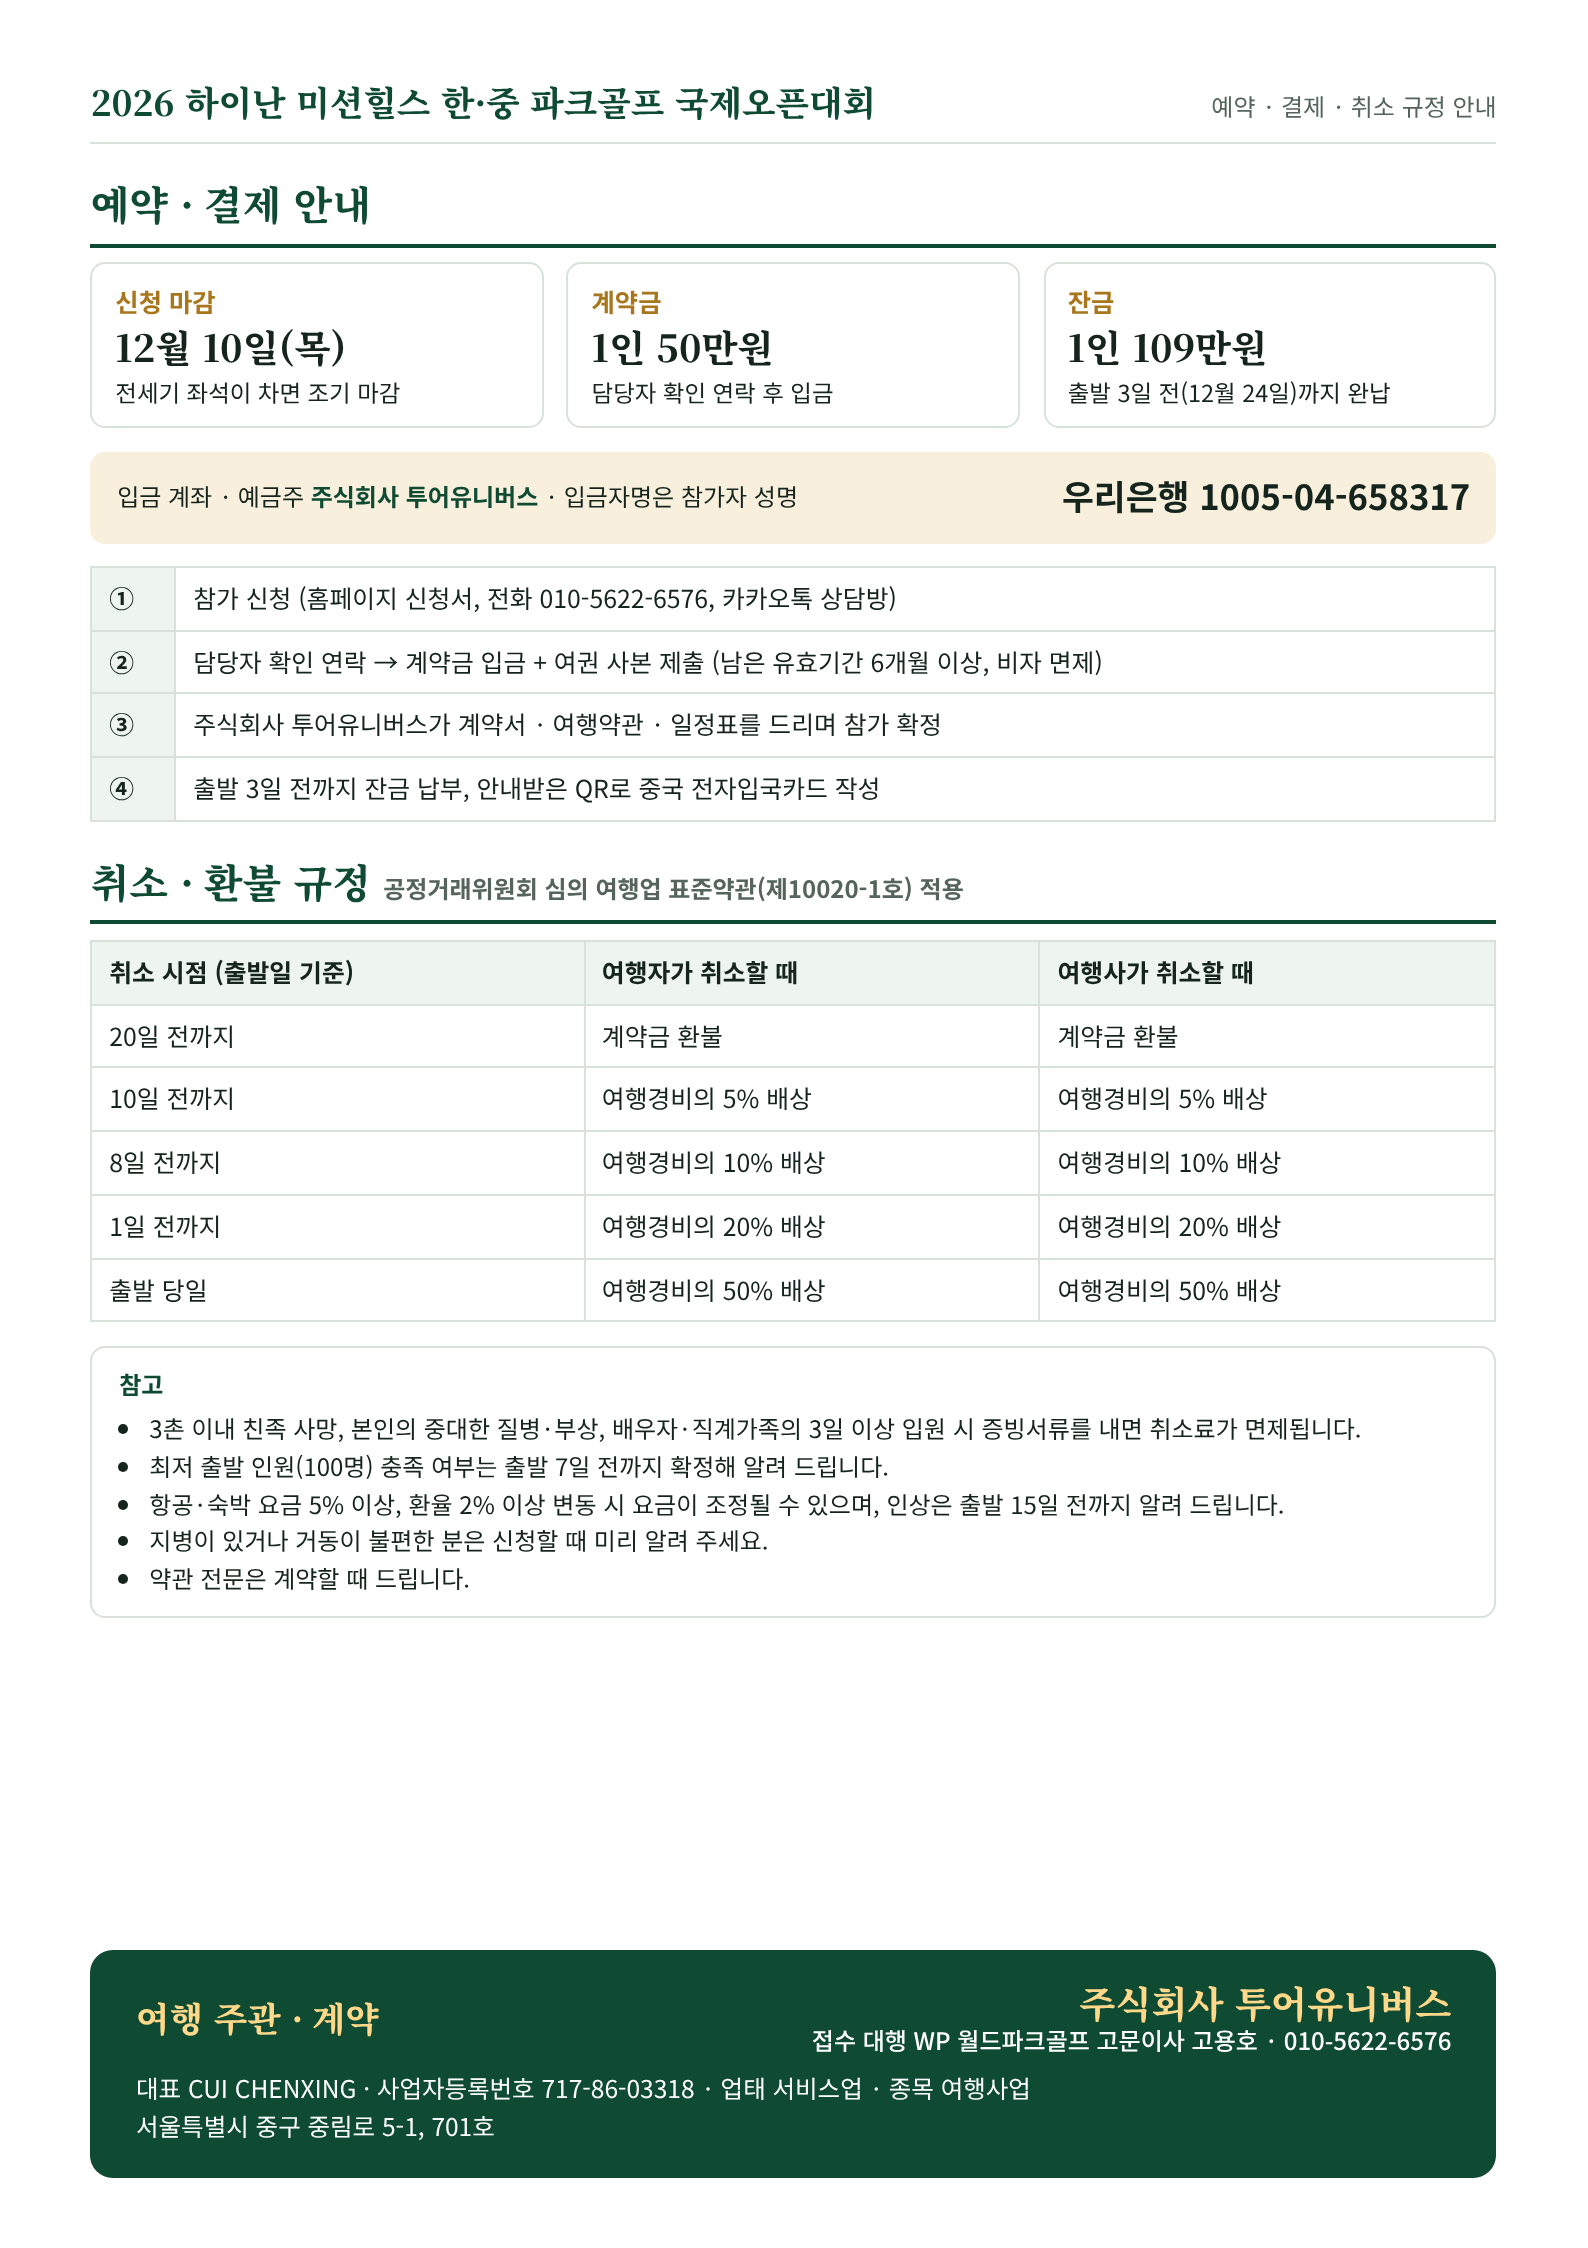 2026 하이난 미션힐스 한·중 파크골프 국제오픈대회
예약 · 결제 · 취소 규정 안내
예약 · 결제 안내
신청 마감
12월 10일(목)
전세기 좌석이 차면 조기 마감
계약금
1인 50만원
담당자 확인 연락 후 입금
잔금
1인 109만원
출발 3일 전(12월 24일)까지 완납
입금 계좌 · 예금주 주식회사 투어유니버스 · 입금자명은 참가자 성명
우리은행 1005-04-658317
① 참가 신청 (홈페이지 신청서, 전화 010-5622-6576, 카카오톡 상담방)
② 담당자 확인 연락 → 계약금 입금 + 여권 사본 제출 (남은 유효기간 6개월 이상, 비자 면제)
③ 주식회사 투어유니버스가 계약서 · 여행약관 · 일정표를 드리며 참가 확정
④ 출발 3일 전까지 잔금 납부, 안내받은 QR로 중국 전자입국카드 작성
취소 · 환불 규정 공정거래위원회 심의 여행업 표준약관(제10020-1호) 적용
취소 시점 (출발일 기준) 여행자가 취소할 때 여행사가 취소할 때
20일 전까지 계약금 환불 계약금 환불
10일 전까지 여행경비의 5% 배상 여행경비의 5% 배상
8일 전까지 여행경비의 10% 배상 여행경비의 10% 배상
1일 전까지 여행경비의 20% 배상 여행경비의 20% 배상
출발 당일 여행경비의 50% 배상 여행경비의 50% 배상
참고
• 3촌 이내 친족 사망, 본인의 중대한 질병·부상, 배우자·직계가족의 3일 이상 입원 시 증빙서류를 내면 취소료가 면제됩니다.
• 최저 출발 인원(100명) 충족 여부는 출발 7일 전까지 확정해 알려 드립니다.
• 항공·숙박 요금 5% 이상, 환율 2% 이상 변동 시 요금이 조정될 수 있으며, 인상은 출발 15일 전까지 알려 드립니다.
• 지병이 있거나 거동이 불편한 분은 신청할 때 미리 알려 주세요.
• 약관 전문은 계약할 때 드립니다.
여행 주관 · 계약
주식회사 투어유니버스
접수 대행 WP 월드파크골프 고문이사 고용호 · 010-5622-6576
대표 CUI CHENXING · 사업자등록번호 717-86-03318 · 업태 서비스업 · 종목 여행사업
서울특별시 중구 중림로 5-1, 701호